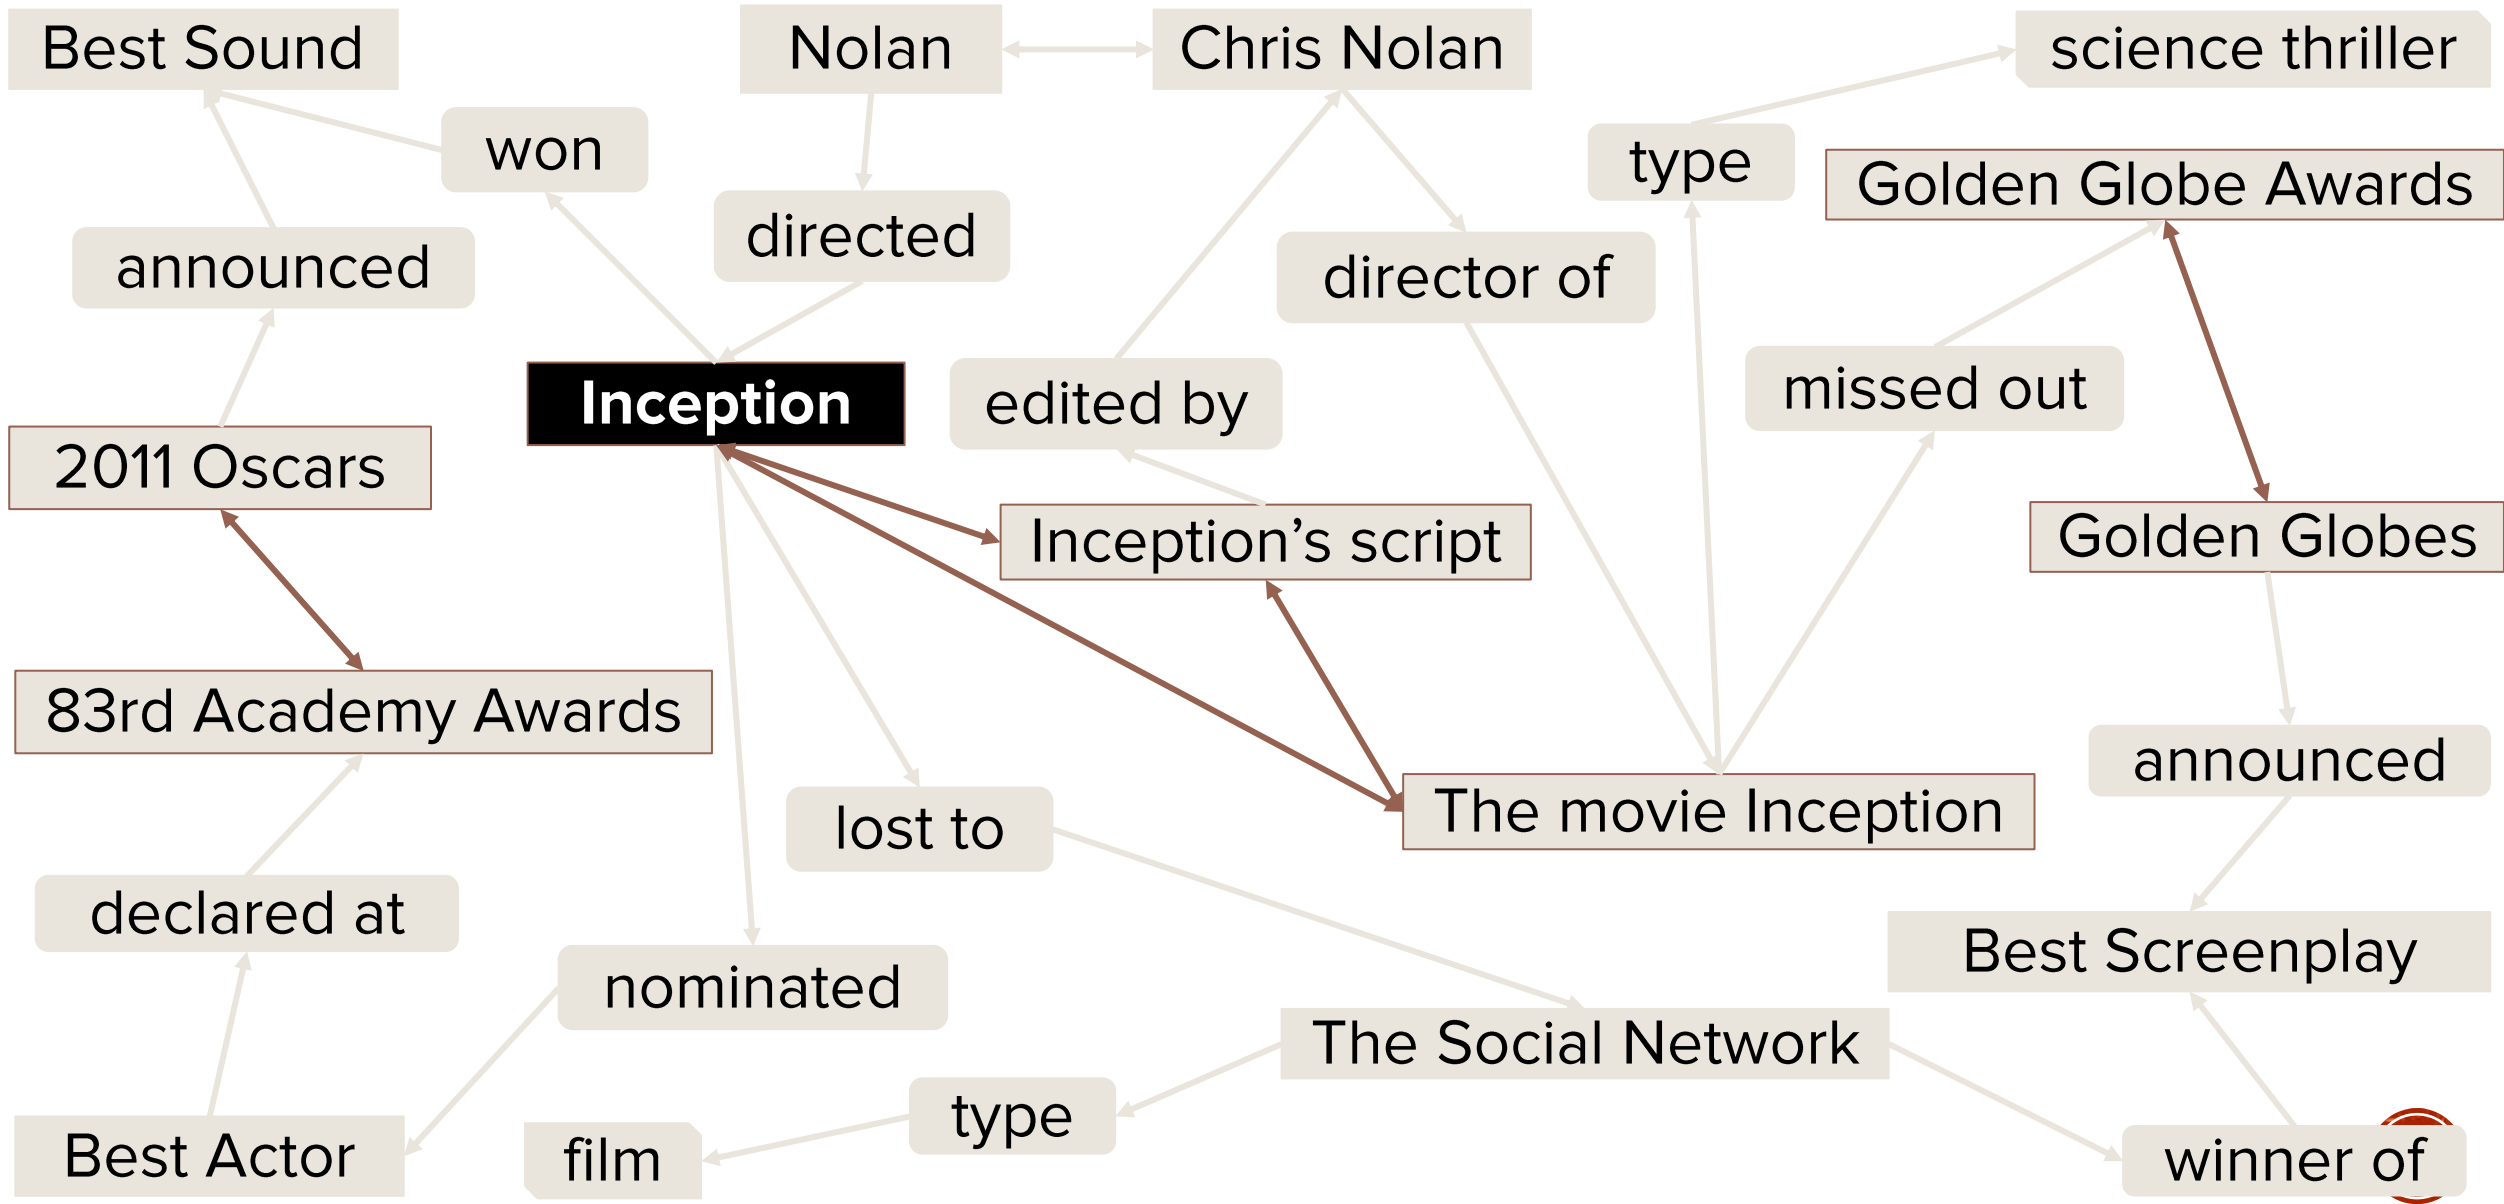 Best Sound
Nolan
Chris Nolan
science thriller
won
type
Golden Globe Awards
directed
announced
director of
Inception
edited by
missed out
2011 Oscars
Inception’s script
Golden Globes
83rd Academy Awards
announced
lost to
The movie Inception
declared at
Best Screenplay
nominated
The Social Network
type
Best Actor
film
winner of